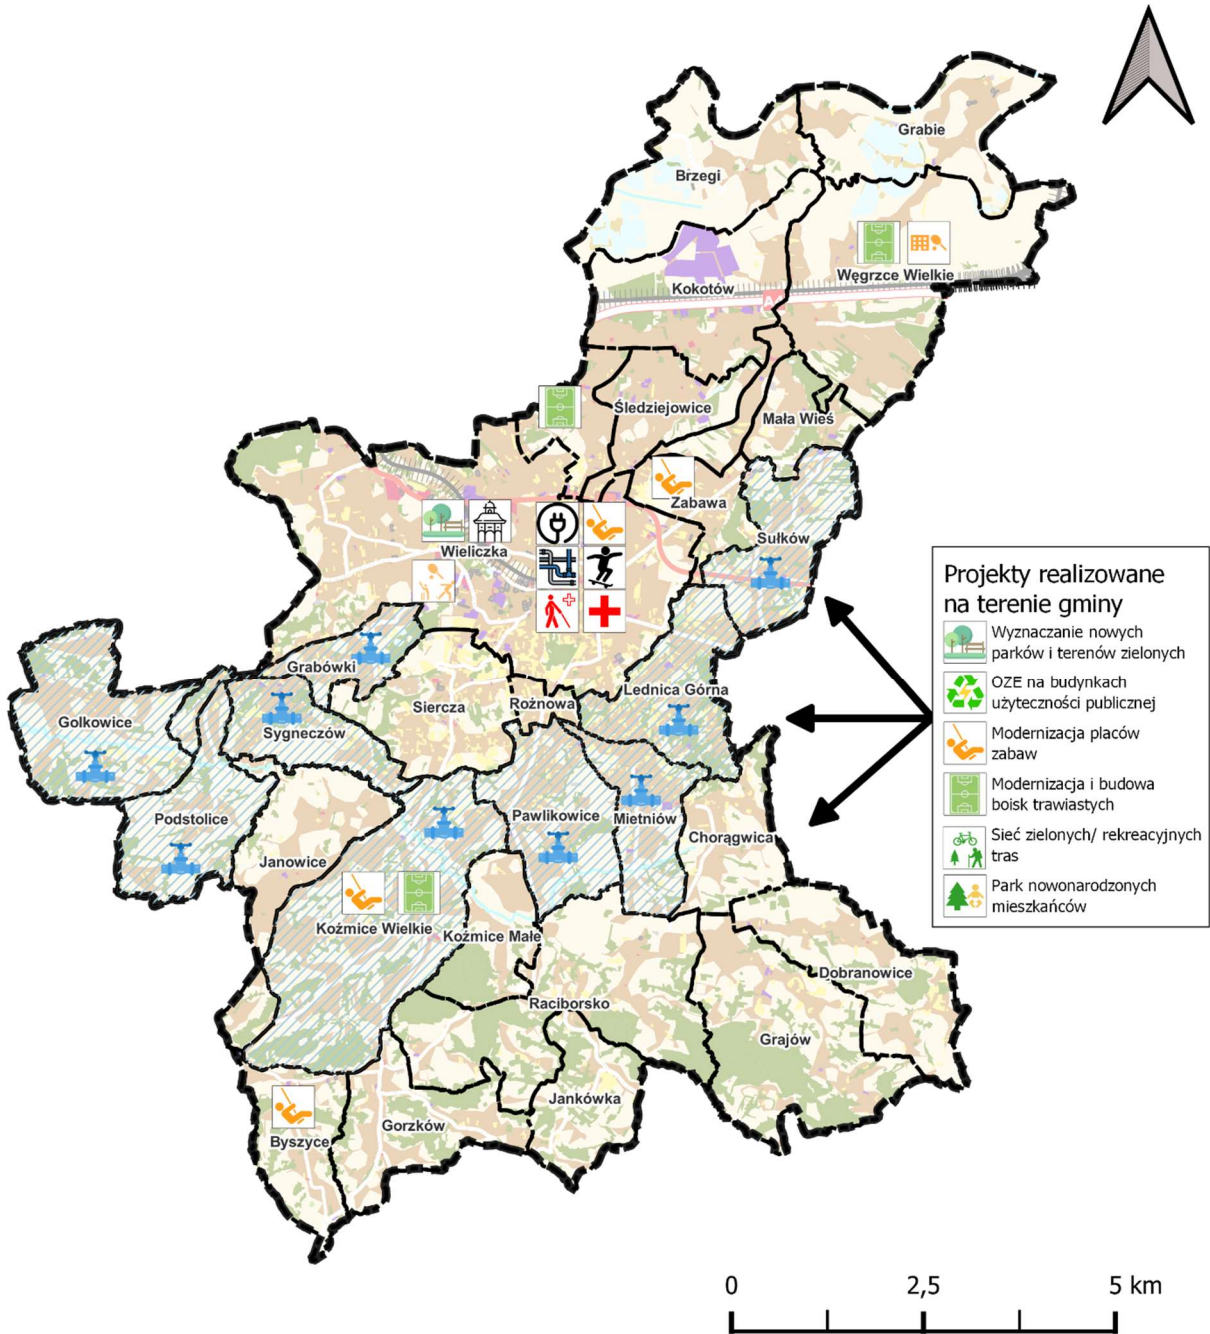 Grabie
Brzegi
Węgrzce Wielkie
Kokotów
A4
Śledziejowice
Mała Wieś
Zabawa
Sułków
Wieliczka
Projekty realizowane
na terenie gminy
Wyznaczanie nowych
parków i terenów zielonych
OZE na budynkach
użyteczności publicznej
Modernizacja placów
zabaw
Modernizacja i budowa
boisk trawiastych
Sieć zielonych/ rekreacyjnych
tras
Park nowonarodzonych
mieszkańców
Grabówki
Lednica Górna
Siercza
Rożnowa
Golkowice
Sygneczów
Podstolice
Pawlikowice
Mietniów
Chorągwica
Janowice
Koźmice Wielkie
Koźmice Małe
Dobranowice
Raciborsko
Grajów
Jankówka
Gorzków
Byszyce
0 2,5 5 km